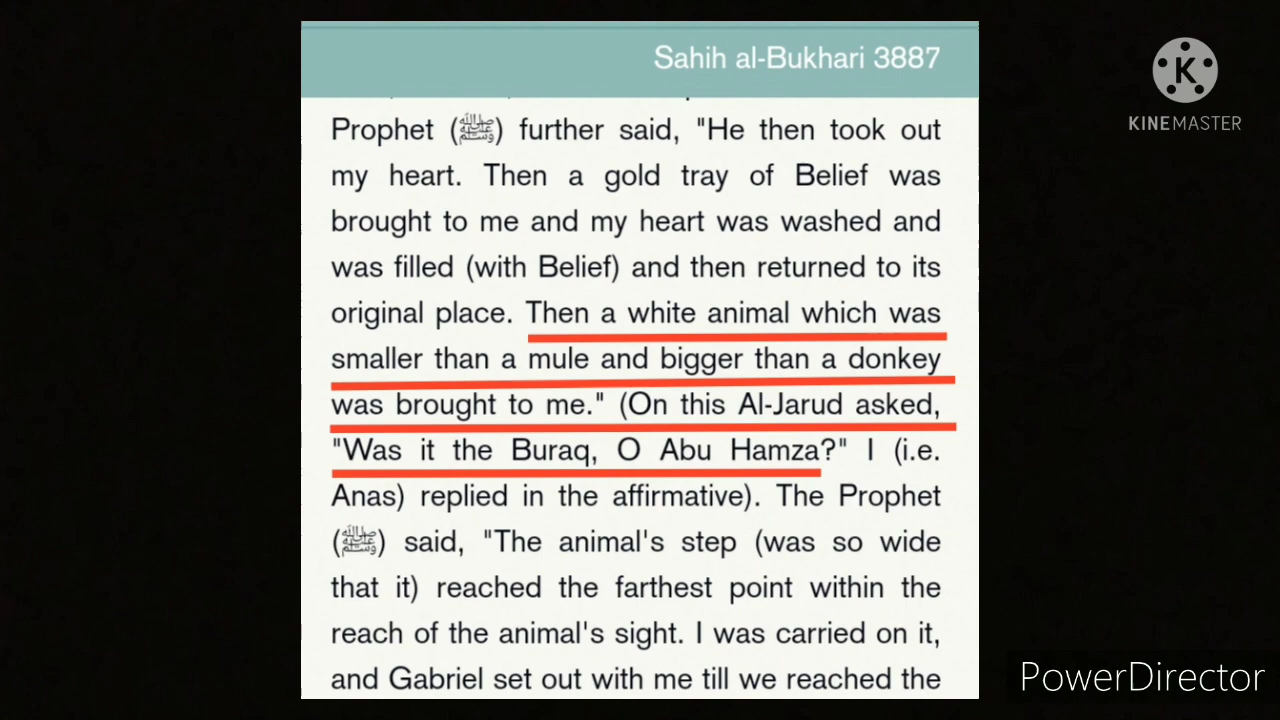 Sahih al-Bukhari 3887
K
KINEMASTER
Prophet (ﷺ) further said, "He then took out
my heart. Then a gold tray of Belief was
brought to me and my heart was washed and
was filled (with Belief) and then returned to its
original place. Then a white animal which was
smaller than a mule and bigger than a donkey
was brought to me." (On this Al-Jarud asked,
"Was it the Buraq, O Abu Hamza?" I (i.e.
Anas) replied in the affirmative). The Prophet
(ﷺ) said, "The animal's step (was so wide
that it) reached the farthest point within the
reach of the animal's sight. I was carried on it,
and Gabriel set out with me till we reached the
PowerDirector